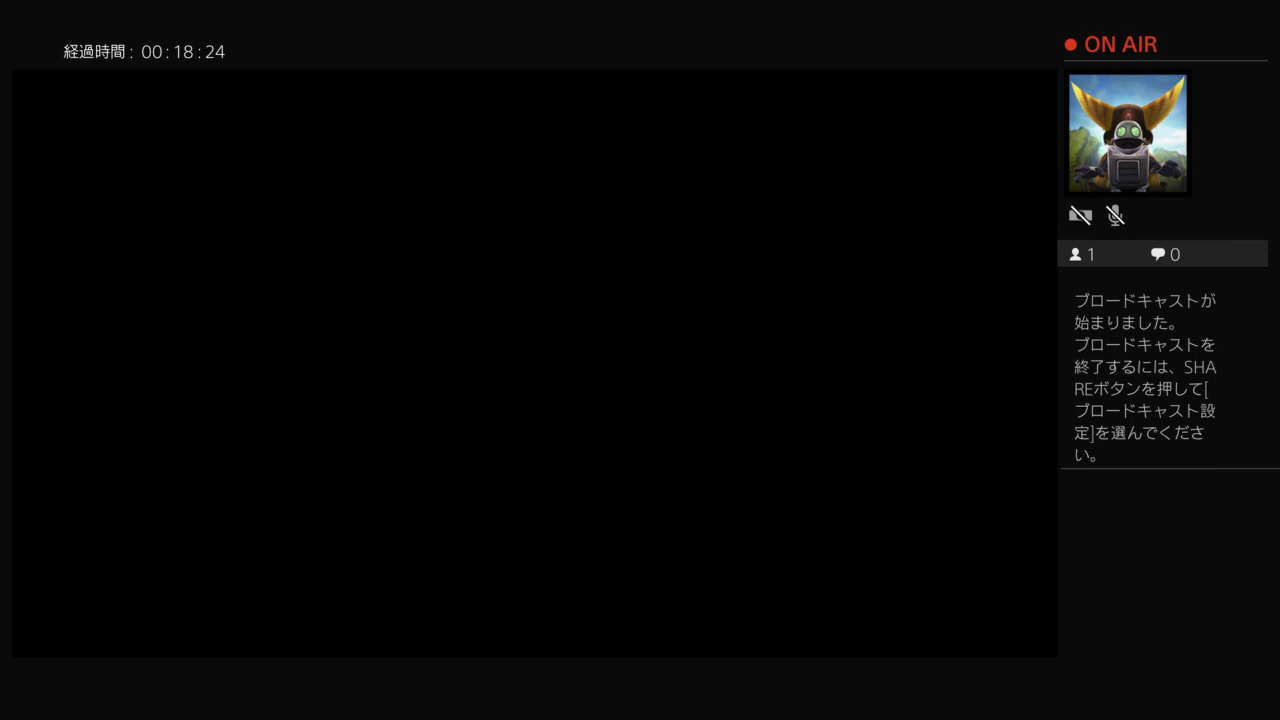 経過時間 : 00 : 18 : 24
ON AIR
1
0
ブロードキャストが
始まりました。
ブロードキャストを
終了するには、SHA
REボタンを押して[
ブロードキャスト設
定]を選んでくださ
い。